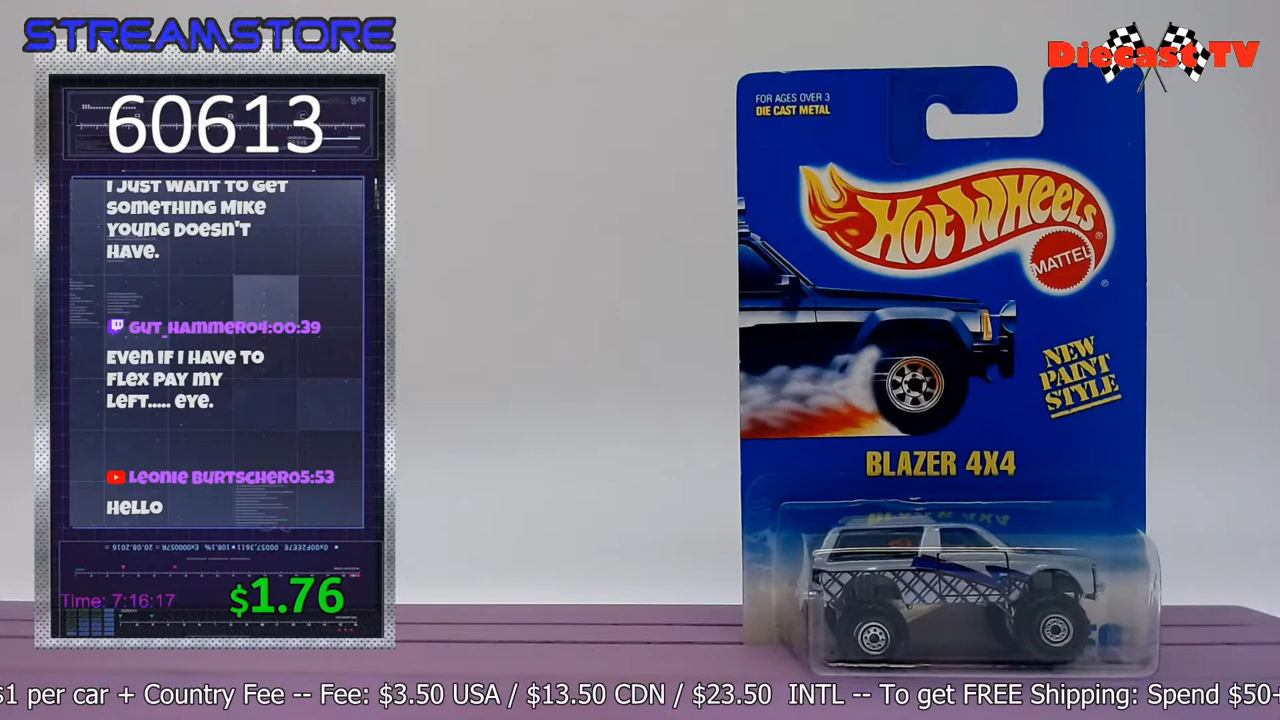 STREAMSTORE
60613
I JUST WANT TO GET
SOMETHING MIKE
YOUNG DOESN'T
HAVE.
GUT_HAMMER04:00:39
EVEN IF I HAVE TO
FLEX PAY MY
LEFT..... EYE.
LEONIE BURTSCHER05:53
HELLO
Time: 7:16:17
$1.76
Diecast TV
FOR AGES OVER 3
DIE CAST METAL
HOT WHEELS
MATTEL
NEW
PAINT
STYLE
BLAZER 4X4
$1 per car + Country Fee -- Fee: $3.50 USA / $13.50 CDN / $23.50 INTL -- To get FREE Shipping: Spend $50+